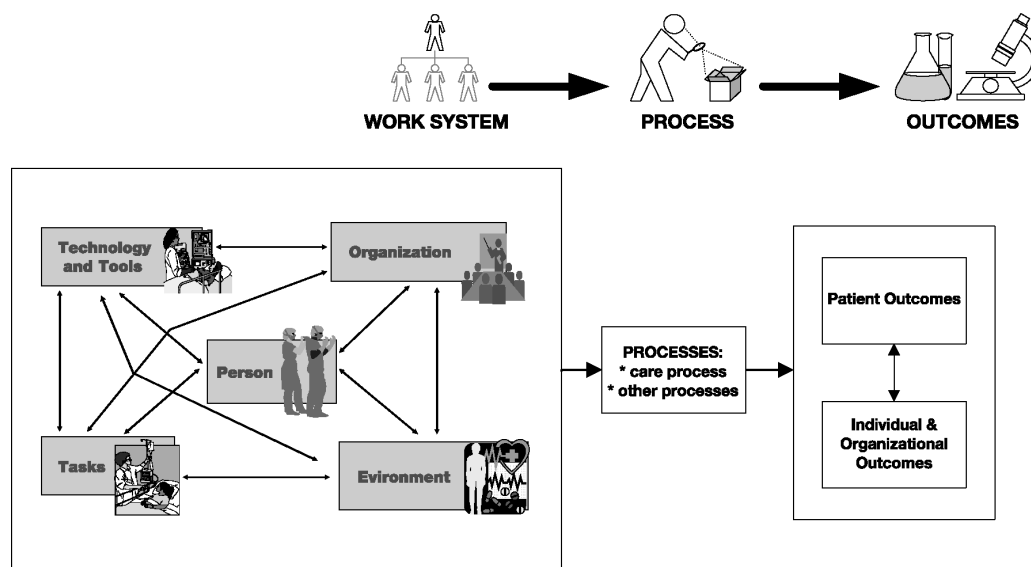 WORK SYSTEM
PROCESS
OUTCOMES
Technology
and Tools
Organization
Person
Tasks
Evironment
PROCESSES:
* care process
* other processes
Patient Outcomes
Individual &
Organizational
Outcomes